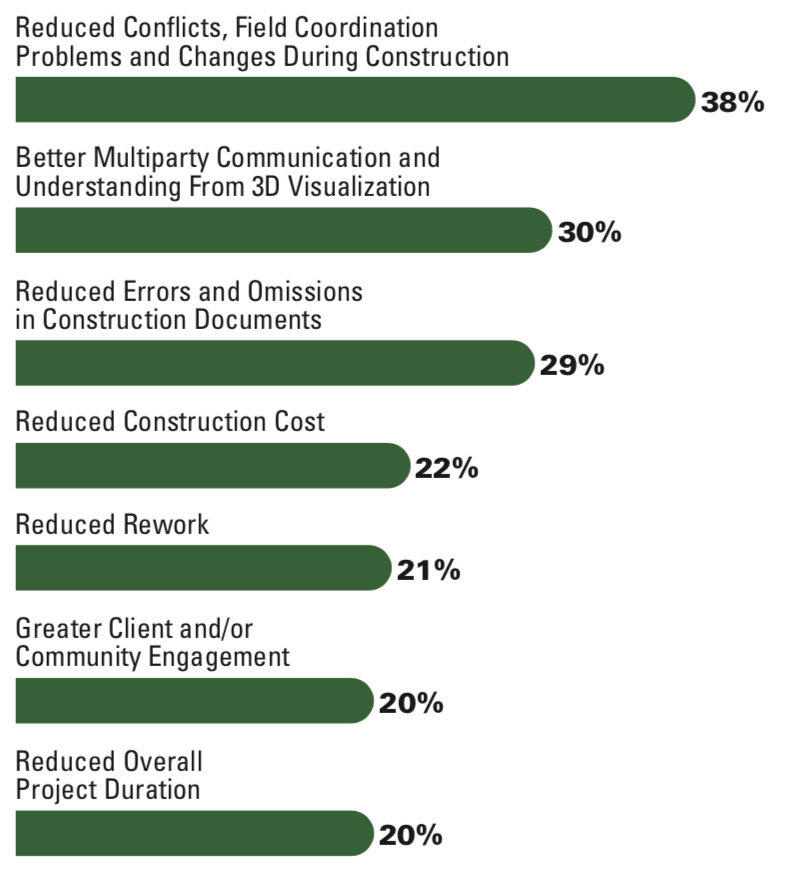 Reduced Conflicts, Field Coordination
Problems and Changes During Construction
38%
Better Multiparty Communication and
Understanding From 3D Visualization
30%
Reduced Errors and Omissions
in Construction Documents
29%
Reduced Construction Cost
22%
Reduced Rework
21%
Greater Client and/or
Community Engagement
20%
Reduced Overall
Project Duration
20%